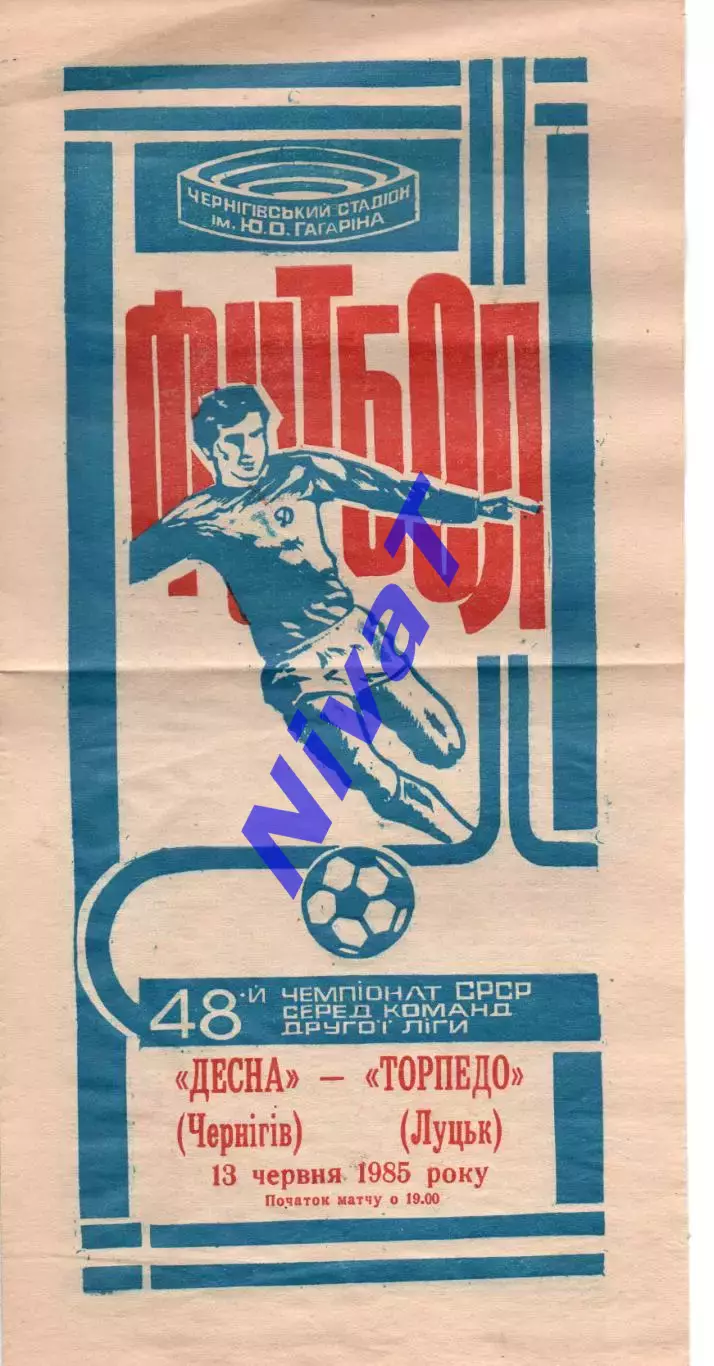 ЧЕРНІГІВСЬКИЙ СТАДІОН
ІМ. Ю.О. ГАГАРІНА
ФУТБОЛ
Д
NivaT
48-Й ЧЕМПІОНАТ СРСР
СЕРЕД КОМАНД
ДРУГОЇ ЛІГИ
«ДЕСНА» — «ТОРПЕДО»
(Чернігів) (Луцьк)
13 червня 1985 року
Початок матчу о 19.00